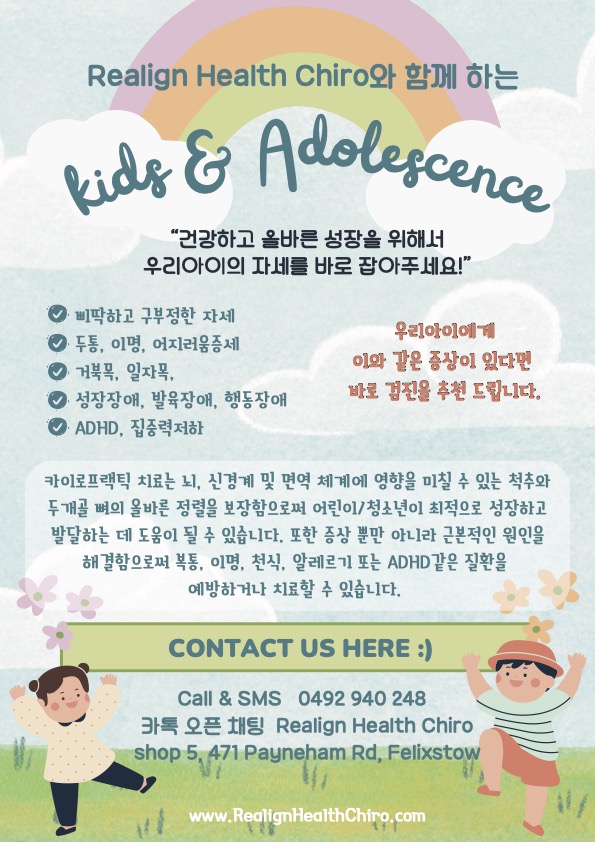 Realign Health Chiro와 함께 하는
kids & Adolescence
“건강하고 올바른 성장을 위해서
우리아이의 자세를 바로 잡아주세요!”
삐딱하고 구부정한 자세
두통, 이명, 어지러움증세
거북목, 일자목,
성장장애, 발육장애, 행동장애
ADHD, 집중력저하
우리아이에게
이와 같은 증상이 있다면
바로 검진을 추천 드립니다.
카이로프랙틱 치료는 뇌, 신경계 및 면역 체계에 영향을 미칠 수 있는 척추와
두개골 뼈의 올바른 정렬을 보장함으로써 어린이/청소년이 최적으로 성장하고
발달하는 데 도움이 될 수 있습니다. 또한 증상 뿐만 아니라 근본적인 원인을
해결함으로써 복통, 이명, 천식, 알레르기 또는 ADHD같은 질환을
예방하거나 치료할 수 있습니다.
CONTACT US HERE :)
Call & SMS 0492 940 248
카톡 오픈 채팅 Realign Health Chiro
shop 5, 471 Payneham Rd, Felixstow
www.RealignHealthChiro.com